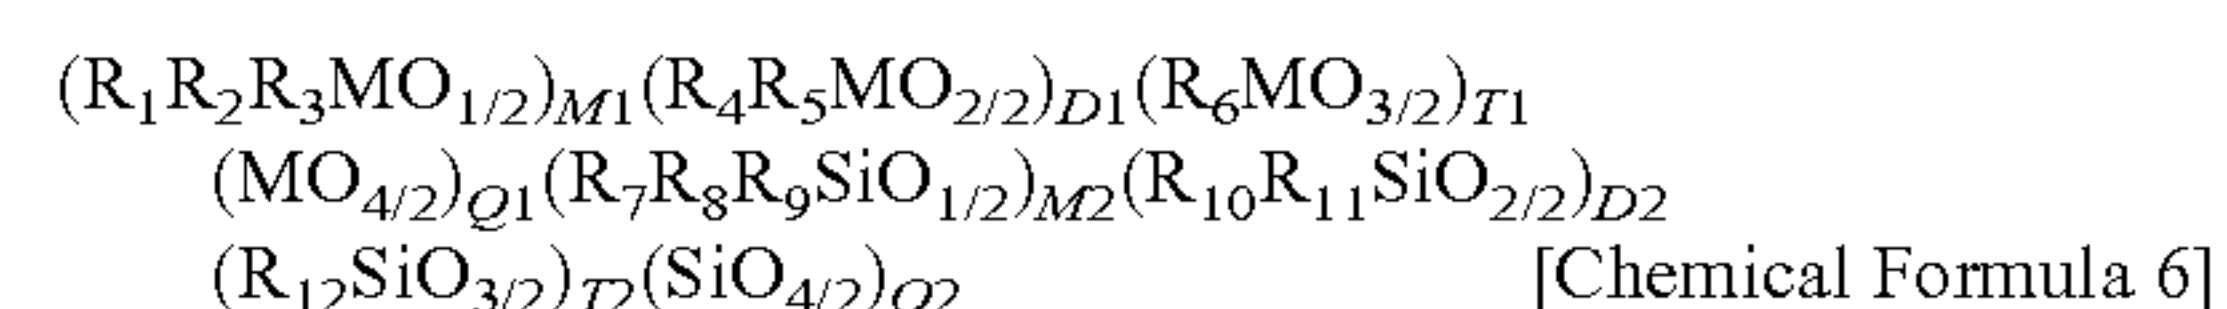 (R₁R₂R₃MO₁/₂)M1(R₄R₅MO₂/₂)D1(R₆MO₃/₂)T1
(MO₄/₂)Q1(R₇R₈R₉SiO₁/₂)M2(R₁₀R₁₁SiO₂/₂)D2
(R₁₂SiO₃/₂)T2(SiO₄/₂)Q2 [Chemical Formula 6]